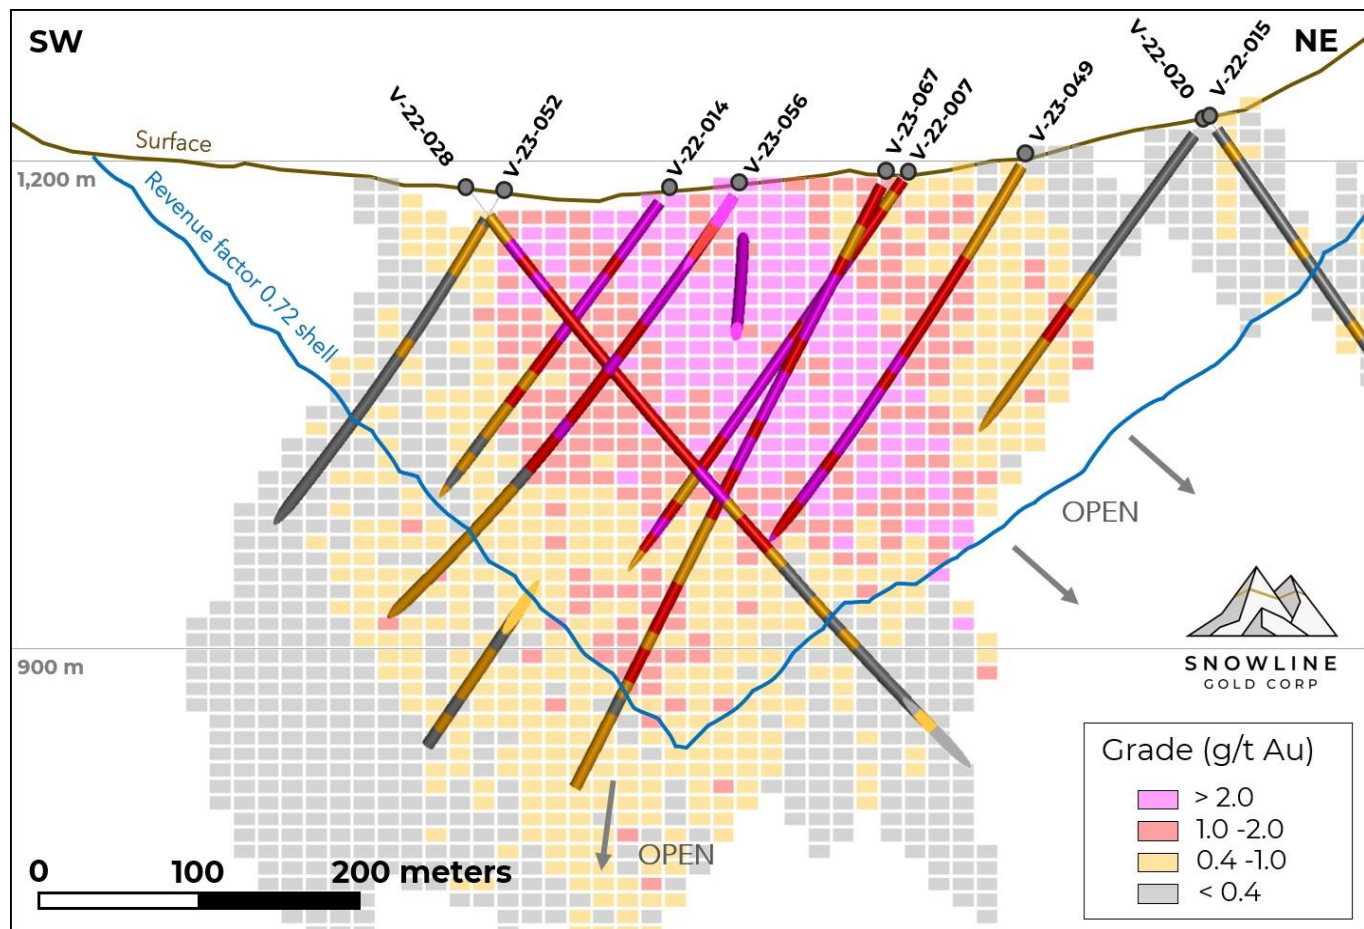 SW
NE
V-22-028
V-23-052
V-22-014
V-23-056
V-23-067
V-22-007
V-23-049
V-22-020
V-22-015
Surface
1,200 m
Revenue factor 0.72 shell
OPEN
900 m
SNOWLINE
GOLD CORP
OPEN
Grade (g/t Au)
> 2.0
1.0 -2.0
0.4 -1.0
< 0.4
0 100 200 meters